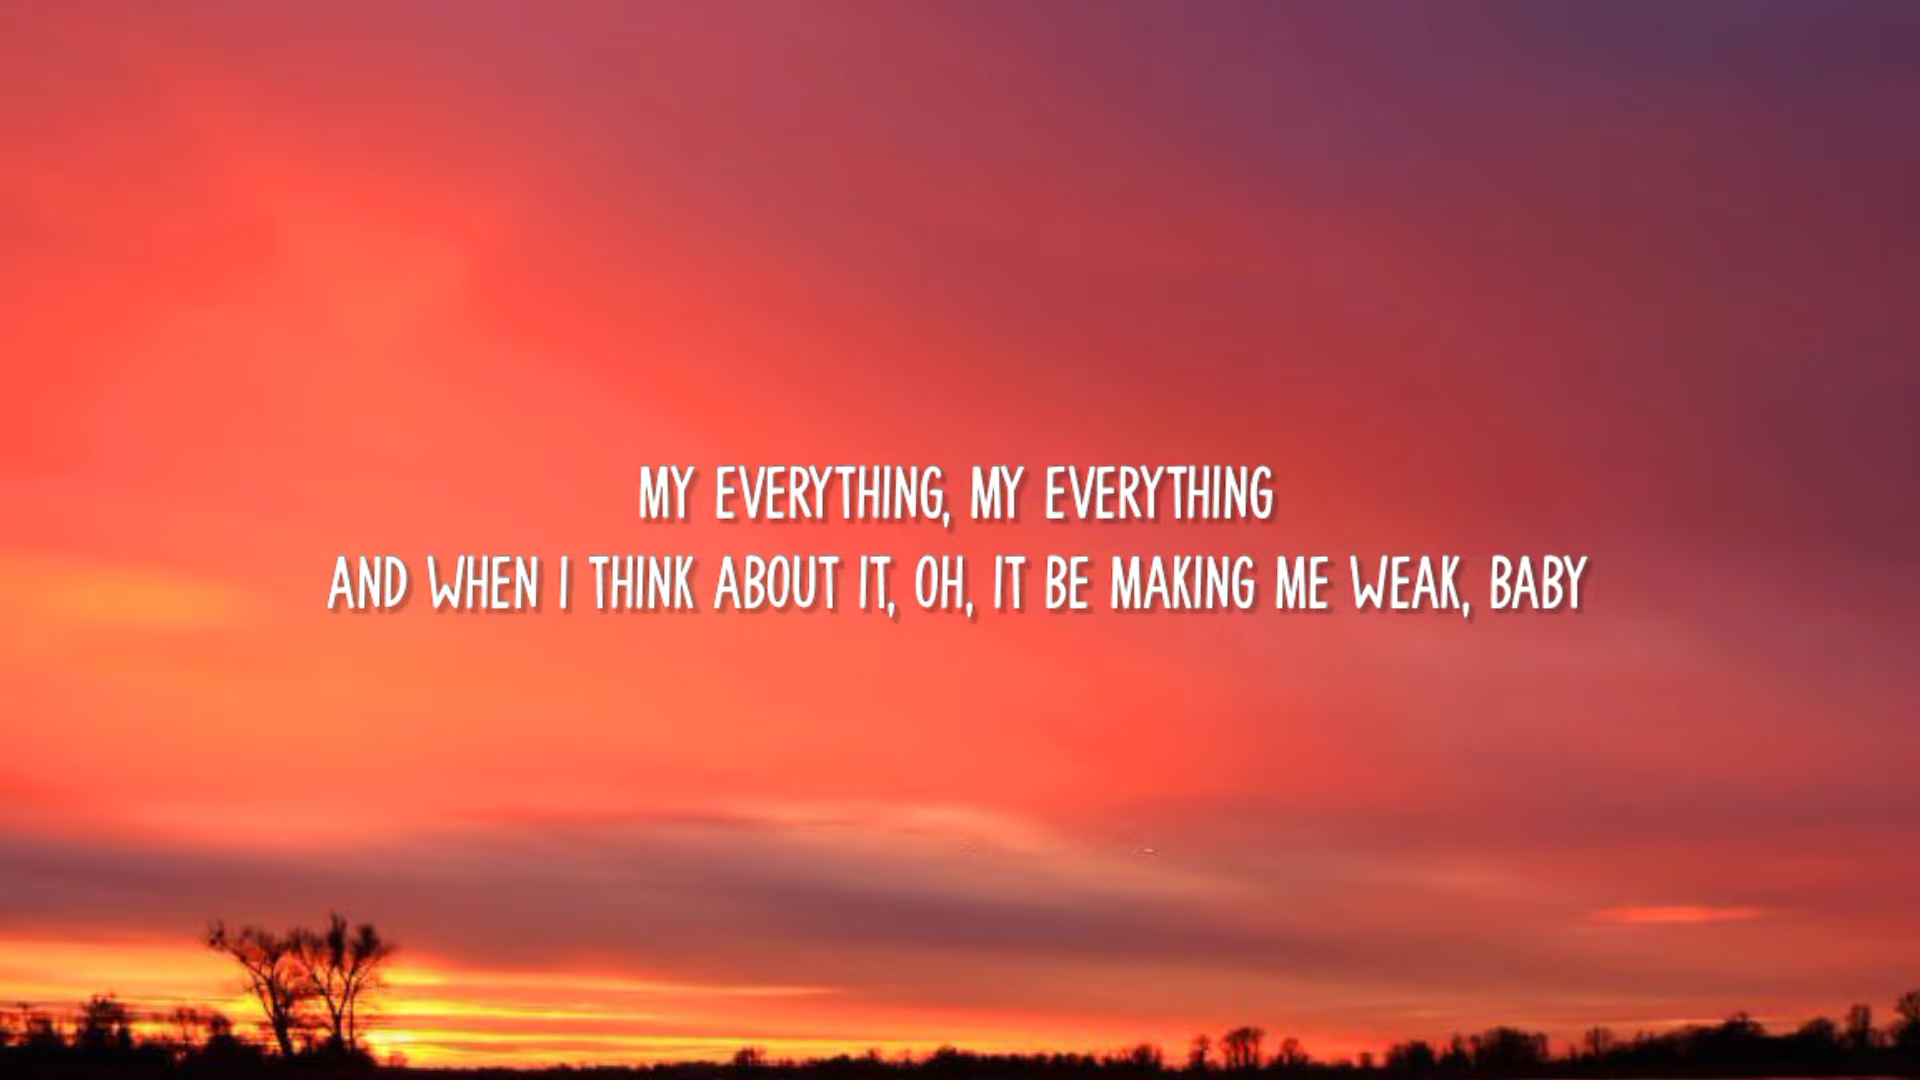 MY EVERYTHING, MY EVERYTHING
AND WHEN I THINK ABOUT IT, OH, IT BE MAKING ME WEAK, BABY